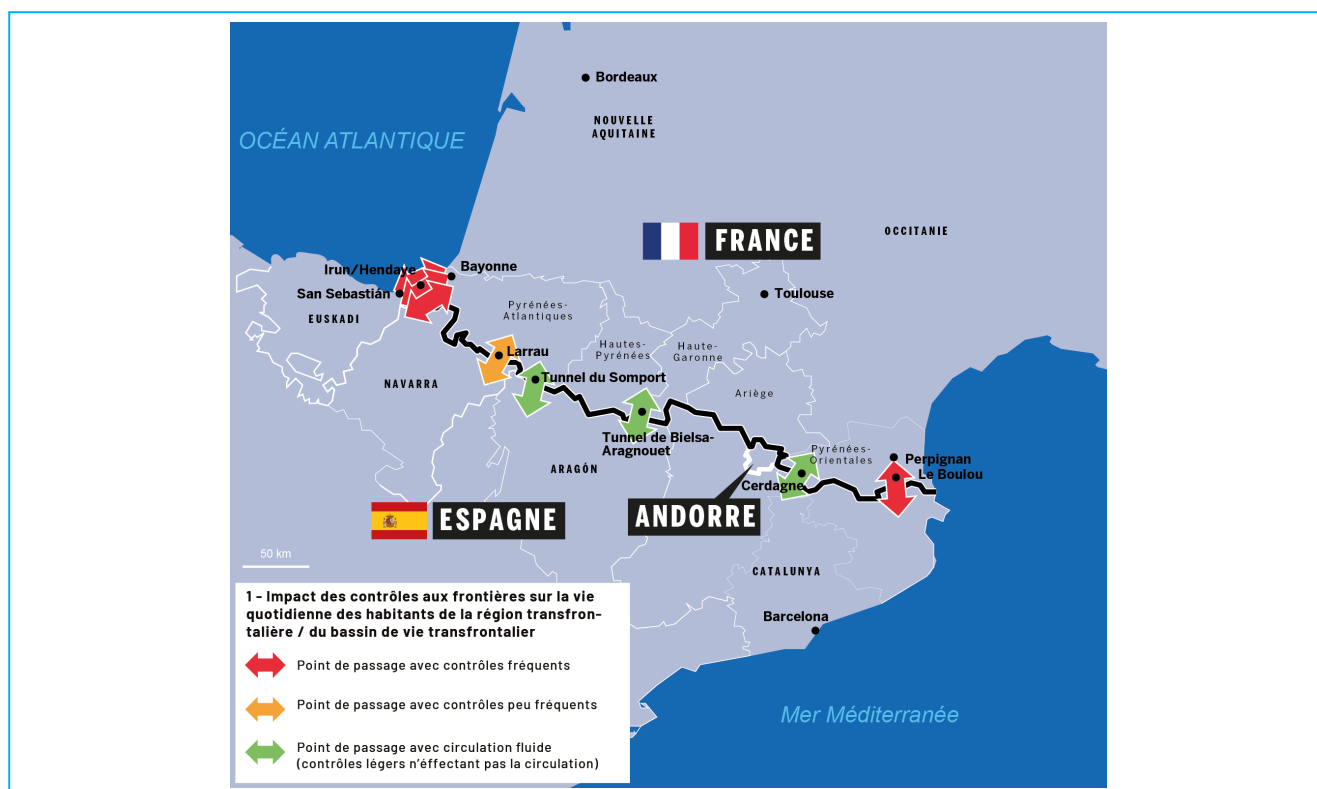 Bordeaux
NOUVELLE
AQUITAINE
OCÉAN ATLANTIQUE
FRANCE
OCCITANIE
Irun/Hendaye
Bayonne
San Sebastián
Toulouse
EUSKADI
Pyrénées-
Atlantiques
Hautes-
Pyrénées
Haute-
Garonne
Larrau
NAVARRA
Tunnel du Somport
Ariège
Tunnel de Bielsa-
Aragnouet
Pyrénées-
Orientales
Perpignan
Le Boulou
ARAGÓN
Cerdagne
ESPAGNE
ANDORRE
50 km
CATALUNYA
Barcelona
Mer Méditerranée
1 - Impact des contrôles aux frontières sur la vie
quotidienne des habitants de la région transfron-
talière / du bassin de vie transfrontalier
Point de passage avec contrôles fréquents
Point de passage avec contrôles peu fréquents
Point de passage avec circulation fluide
(contrôles légers n'éffectant pas la circulation)